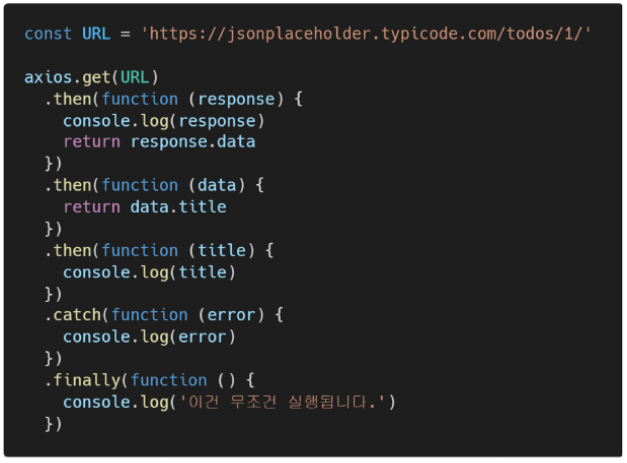 const URL = 'https://jsonplaceholder.typicode.com/todos/1/'

axios.get(URL)
  .then(function (response) {
    console.log(response)
    return response.data
  })
  .then(function (data) {
    return data.title
  })
  .then(function (title) {
    console.log(title)
  })
  .catch(function (error) {
    console.log(error)
  })
  .finally(function () {
    console.log('이건 무조건 실행됩니다.')
  })